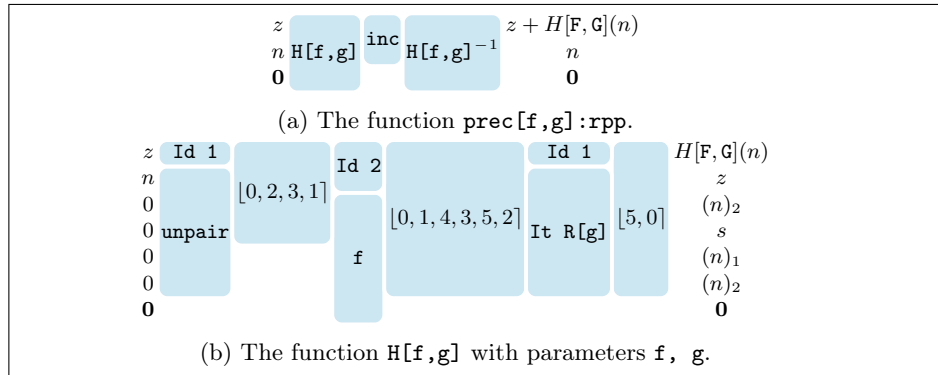 z H[f,g] inc H[f,g]⁻¹ z + H[F, G](n)
n n
0 0
(a) The function prec[f,g]:rpp.
z Id 1 Id 2 Id 1 H[F, G](n)
n z
0 ⌊0, 2, 3, 1⌉ (n)₂
0 unpair ⌊0, 1, 4, 3, 5, 2⌉ It R[g] ⌊5, 0⌉ s
0 f (n)₁
0 (n)₂
0 0
(b) The function H[f,g] with parameters f, g.